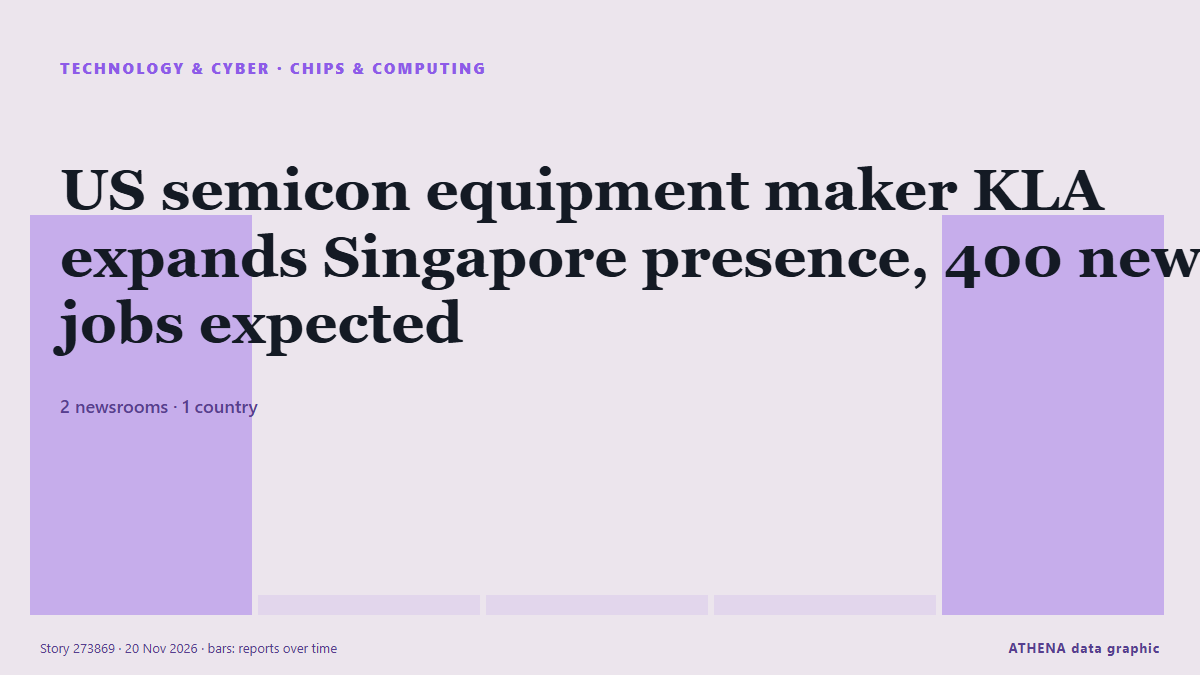 TECHNOLOGY & CYBER · CHIPS & COMPUTING
US semicon equipment maker KLA
expands Singapore presence, 400 new
jobs expected
2 newsrooms · 1 country
Story 273869 · 20 Nov 2026 · bars: reports over time
ATHENA data graphic